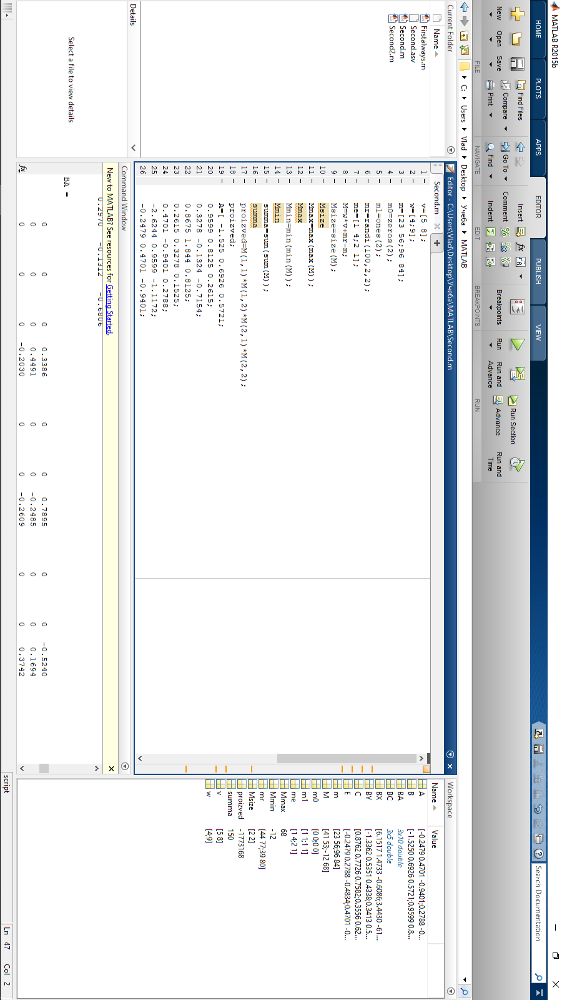 MATLAB R2015b
HOME
PLOTS
APPS
EDITOR
PUBLISH
VIEW
Search Documentation
New
Open
Save
Find Files
Compare
Print
Go To
Find
Insert
Comment
Indent
fx
Breakpoints
Run
Run and Advance
Run Section
Advance
Run and Time
FILE
NAVIGATE
EDIT
BREAKPOINTS
RUN
C: Users Vlad Desktop Учеба MATLAB
Current Folder
Name
Firstalways.m
Second.asv
Second.m
Second2.m
Details
Select a file to view details
Editor - C:\Users\Vlad\Desktop\Учеба\MATLAB\Second.m
Second.m
1 – v=[5 8];
2 – w=[4;9];
3 – m=[23 56;96 84];
4 – m0=zeros(2);
5 – m1=ones(2);
6 – mr=randi(100,2,2);
7 – me=[1 4;2 1];
8 – M=w*v+mr-m;
9 – Msize=size(M);
10 – Msize
11 – Mmax=max(max(M));
12 – Mmax
13 – Mmin=min(min(M));
14 – Mmin
15 – summa=sum(sum(M));
16 – summa
17 – proizved=M(1,1)*M(1,2)*M(2,1)*M(2,2);
18 – proizved;
19 – A=[ -1.525 0.6926 0.5721;
20 0.9599 0.8125 0.2615;
21 0.3278 -0.1324 -0.7154;
22 0.8675 1.844 0.8125;
23 0.2615 0.3278 0.1525;
24 0.4701 -0.9401 0.2788;
25 -2.6244 0.9599 -1.1172;
26 -0.2479 0.4701 -0.9401;
Command Window
New to MATLAB? See resources for Getting Started.
0.2970 -0.1312 -0.6806
BA =
0 0 0 0.3386 0 0 0.7895 0 0 -0.5240
0 0 0 0.4491 0 0 -0.2485 0 0 0.1694
0 0 0 -0.2030 0 0 -0.2609 0 0 0.3742
fx
Workspace
Name Value
A [-0.2479 0.4701 -0.9401;0.2788 -0...
B [-1.5250 0.6926 0.5721;0.9599 0.8...
BA 3x10 double
BC 3x5 double
BX [6.1517 1.4733 -0.6086;3.4430 -61...
BY [-1.3362 0.5351 0.4338;0.3413 0.5...
C [0.8762 0.7726 0.7582;0.3556 0.62...
E [-0.2479 0.2788 -0.4834;0.4701 -0...
m [23 56;96 84]
M [41 53;-12 68]
m0 [0 0;0 0]
m1 [1 1;1 1]
me [1 4;2 1]
Mmax 68
Mmin -12
mr [44 77;39 80]
Msize [2 2]
proizved -1773168
summa 150
v [5 8]
w [4;9]
script
Ln 47 Col 2